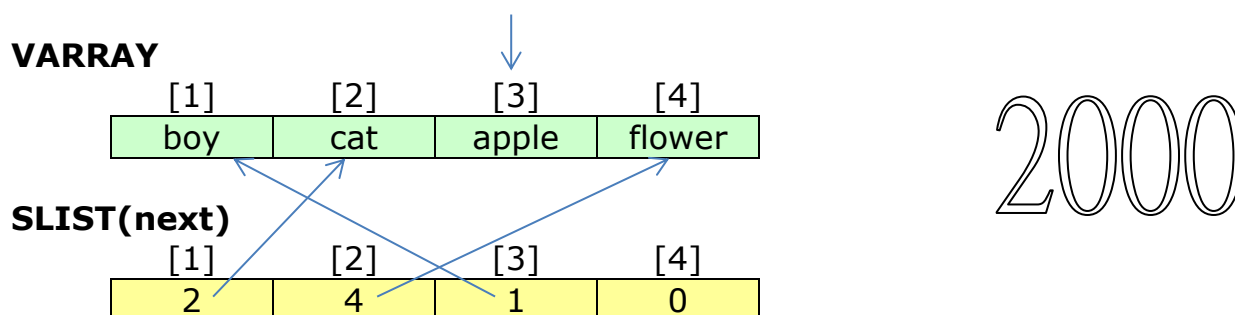 VARRAY
[1] [2] [3] [4]
boy cat apple flower
2000
SLIST(next)
[1] [2] [3] [4]
2 4 1 0